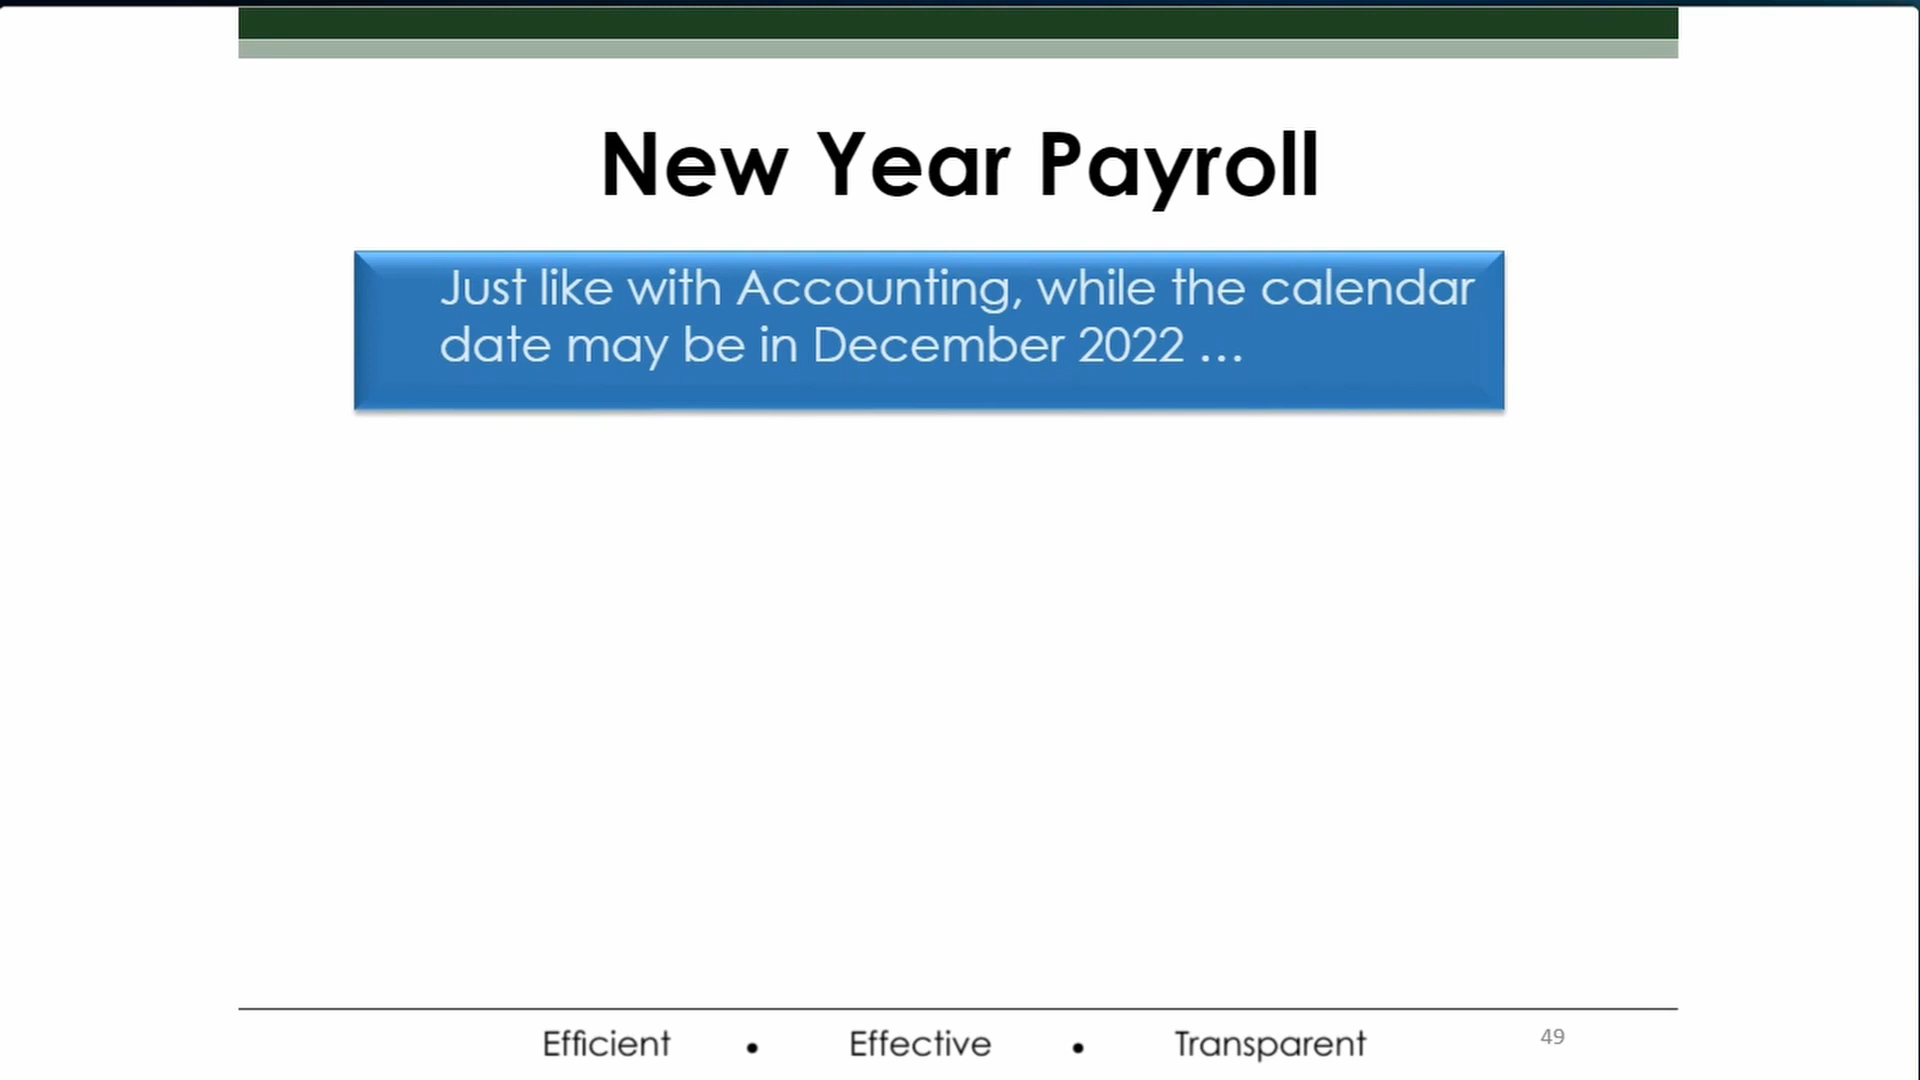 New Year Payroll
Just like with Accounting, while the calendar
date may be in December 2022 …
Efficient • Effective • Transparent 49